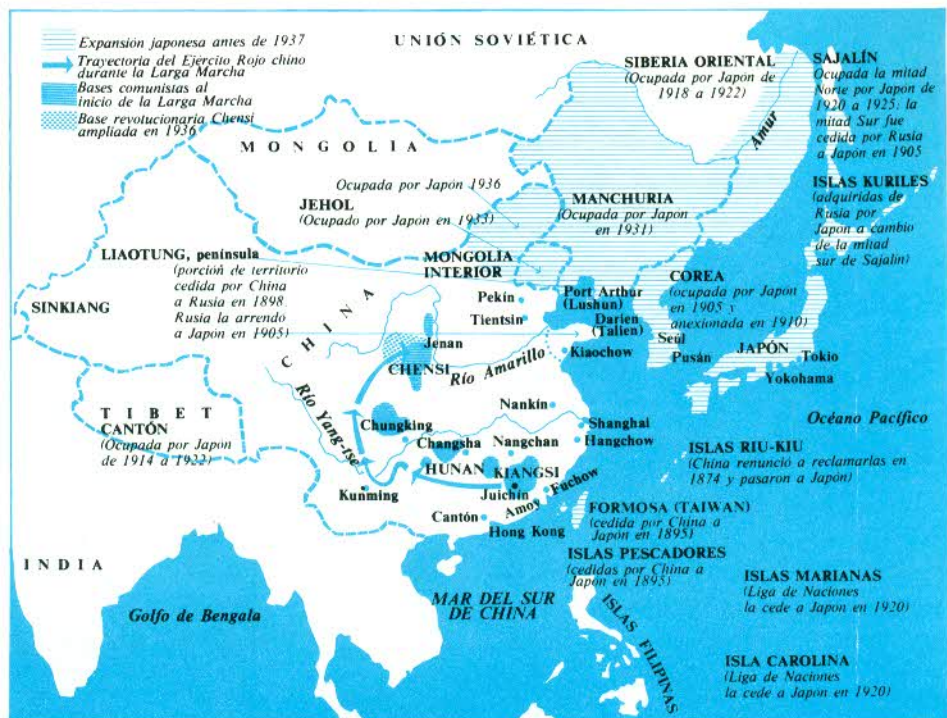 Expansión japonesa antes de 1937
Trayectoria del Ejército Rojo chino
durante la Larga Marcha
Bases comunistas al
inicio de la Larga Marcha
Base revolucionaria Chensi
ampliada en 1936
UNIÓN SOVIÉTICA
SIBERIA ORIENTAL
(Ocupada por Japón de
1918 a 1922)
SAJALÍN
Ocupada la mitad
Norte por Japón de
1920 a 1925; la
mitad Sur fue
cedida por Rusia
a Japón en 1905
Amur
MONGOLIA
Ocupada por Japón 1936
JEHOL
(Ocupado por Japón en 1933)
MANCHURIA
(Ocupada por Japón
en 1931)
ISLAS KURILES
(adquiridas de
Rusia por
Japón a cambio
de la mitad
sur de Sajalín)
LIAOTUNG, península
(porción de territorio
cedida por China
a Rusia en 1898.
Rusia la arrendo
a Japón en 1905)
SINKIANG
MONGOLIA
INTERIOR
CHINA
Pekín
Tientsin
Port Arthur
(Lushun)
Darien
(Talien)
COREA
(ocupada por Japón
en 1905 y
anexionada en 1910)
Seúl
Pusán
JAPÓN
Tokio
Yokohama
Jenan
CHENSI
Río Amarillo
Kiaochow
TIBET
CANTÓN
(Ocupada por Japón
de 1914 a 1922)
Río Yang-tse
Nankín
Chungking
Changsha
Nangchan
Shanghai
Hangchow
Océano Pacífico
HUNAN
KIANGSI
Kunming
Juichin
Amoy
Fuchow
Cantón
Hong Kong
ISLAS RIU-KIU
(China renunció a reclamarlas en
1874 y pasaron a Japón)
FORMOSA (TAIWAN)
(cedida por China a
Japón en 1895)
ISLAS PESCADORES
(cedidas por China a
Japón en 1895)
INDIA
Golfo de Bengala
MAR DEL SUR
DE CHINA
ISLAS FILIPINAS
ISLAS MARIANAS
(Liga de Naciones
la cede a Japón en 1920)
ISLA CAROLINA
(Liga de Naciones
la cede a Japón en 1920)